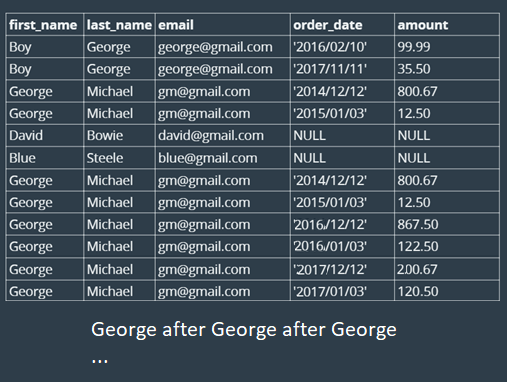 first_name last_name email order_date amount
Boy George george@gmail.com '2016/02/10' 99.99
Boy George george@gmail.com '2017/11/11' 35.50
George Michael gm@gmail.com '2014/12/12' 800.67
George Michael gm@gmail.com '2015/01/03' 12.50
David Bowie david@gmail.com NULL NULL
Blue Steele blue@gmail.com NULL NULL
George Michael gm@gmail.com '2014/12/12' 800.67
George Michael gm@gmail.com '2015/01/03' 12.50
George Michael gm@gmail.com '2016/12/12' 867.50
George Michael gm@gmail.com '2016/01/03' 122.50
George Michael gm@gmail.com '2017/12/12' 200.67
George Michael gm@gmail.com '2017/01/03' 120.50
George after George after George
...